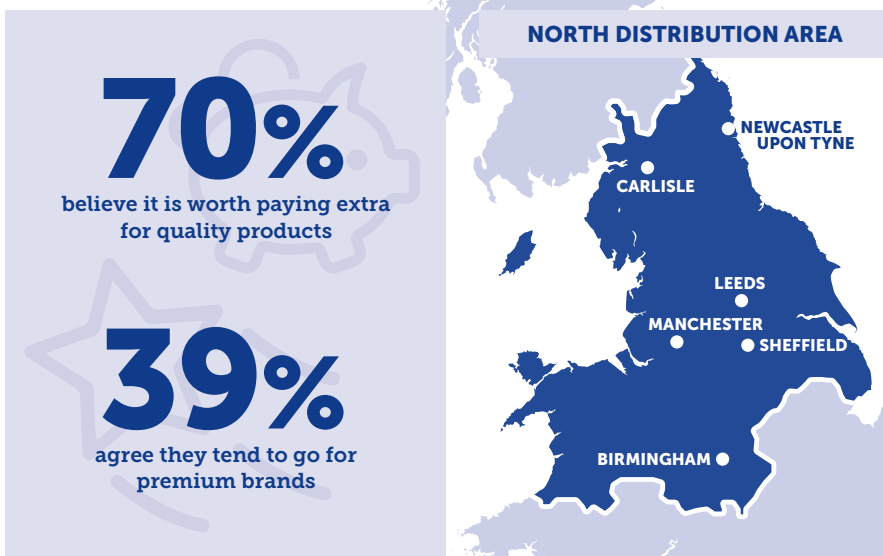 70%
believe it is worth paying extra
for quality products
39%
agree they tend to go for
premium brands
NORTH DISTRIBUTION AREA
NEWCASTLE
UPON TYNE
CARLISLE
LEEDS
MANCHESTER
SHEFFIELD
BIRMINGHAM